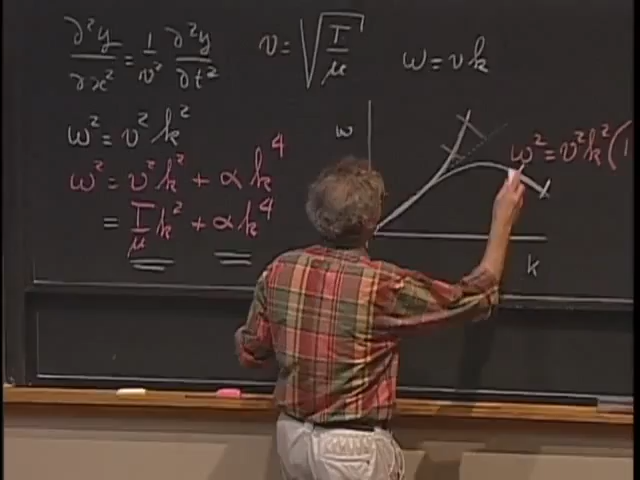 ∂²y/∂x² = 1/v² ∂²y/∂t²
v = √(T/μ)
ω = vk
ω² = v²k²
ω² = v²k² + αk⁴
= T/μ k² + αk⁴
ω
ω² = v²k²(1
k